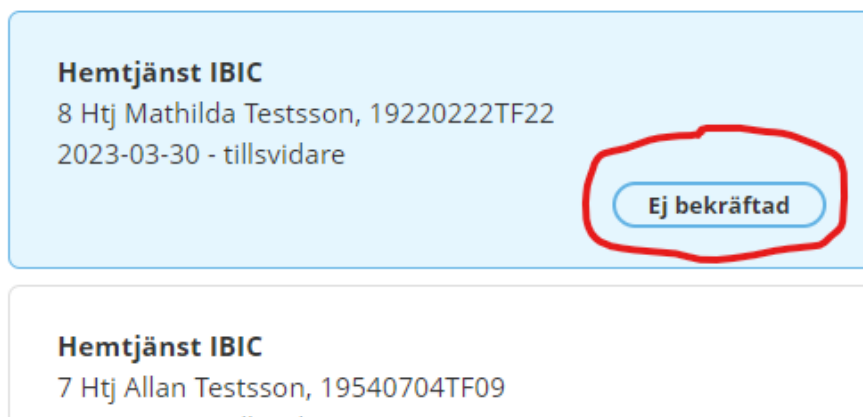 Hemtjänst IBIC
8 Htj Mathilda Testsson, 19220222TF22
2023-03-30 - tillsvidare
Ej bekräftad
Hemtjänst IBIC
7 Htj Allan Testsson, 19540704TF09